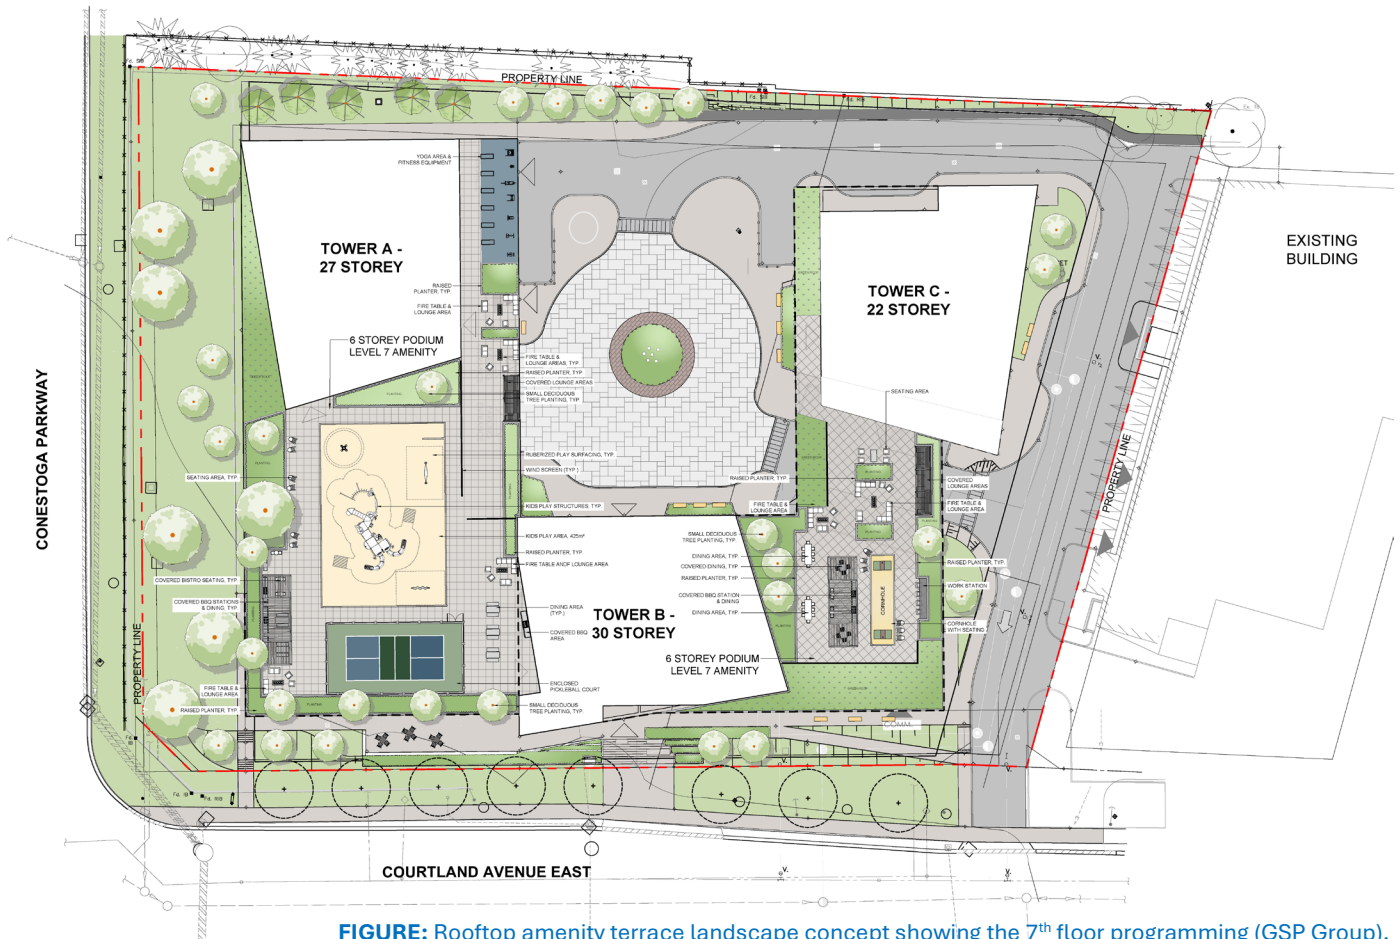 PROPERTY LINE
YOGA AREA &
FITNESS EQUIPMENT
TOWER A -
27 STOREY
EXISTING
BUILDING
RAISED
PLANTER, TYP.
TOWER C -
22 STOREY
FIRE TABLE &
LOUNGE AREA
6 STOREY PODIUM
LEVEL 7 AMENITY
FIRE TABLE &
LOUNGE AREAS, TYP.
RAISED PLANTER, TYP.
COVERED LOUNGE AREAS
SMALL DECIDUOUS
TREE PLANTING, TYP.
PLANTING
SEATING AREA
CONESTOGA PARKWAY
RUBERIZED PLAY SURFACING, TYP.
WIND SCREEN (TYP.)
PLANTING
SEATING AREA, TYP.
RAISED PLANTER, TYP.
PLANTING
COVERED
LOUNGE AREAS
PROPERTY LINE
KIDS PLAY STRUCTURES, TYP.
FIRE TABLE &
LOUNGE AREA
FIRE TABLE &
LOUNGE AREA
PLANTING
KIDS PLAY AREA, 425m²
SMALL DECIDUOUS
TREE PLANTING, TYP.
PLANTING
RAISED PLANTER, TYP.
DINING AREA, TYP.
FIRE TABLE ANDF LOUNGE AREA
COVERED DINING, TYP.
RAISED PLANTER, TYP.
COVERED BISTRO SEATING, TYP.
RAISED PLANTER, TYP.
WORK STATION
COVERED BBQ STATIONS
& DINING, TYP.
COVERED BBQ STATION
& DINING
CORNHOLE
DINING AREA
(TYP.)
DINING AREA, TYP.
TOWER B -
30 STOREY
CORNHOLE
WITH SEATING
COVERED BBQ
AREA
6 STOREY PODIUM
LEVEL 7 AMENITY
PROPERTY LINE
FIRE TABLE &
LOUNGE AREA
ENCLOSED
PICKLEBALL COURT
RAISED PLANTER, TYP.
PLANTING
SMALL DECIDUOUS
TREE PLANTING, TYP.
COMM.
COURTLAND AVENUE EAST
FIGURE: Rooftop amenity terrace landscape concept showing the 7th floor programming (GSP Group).